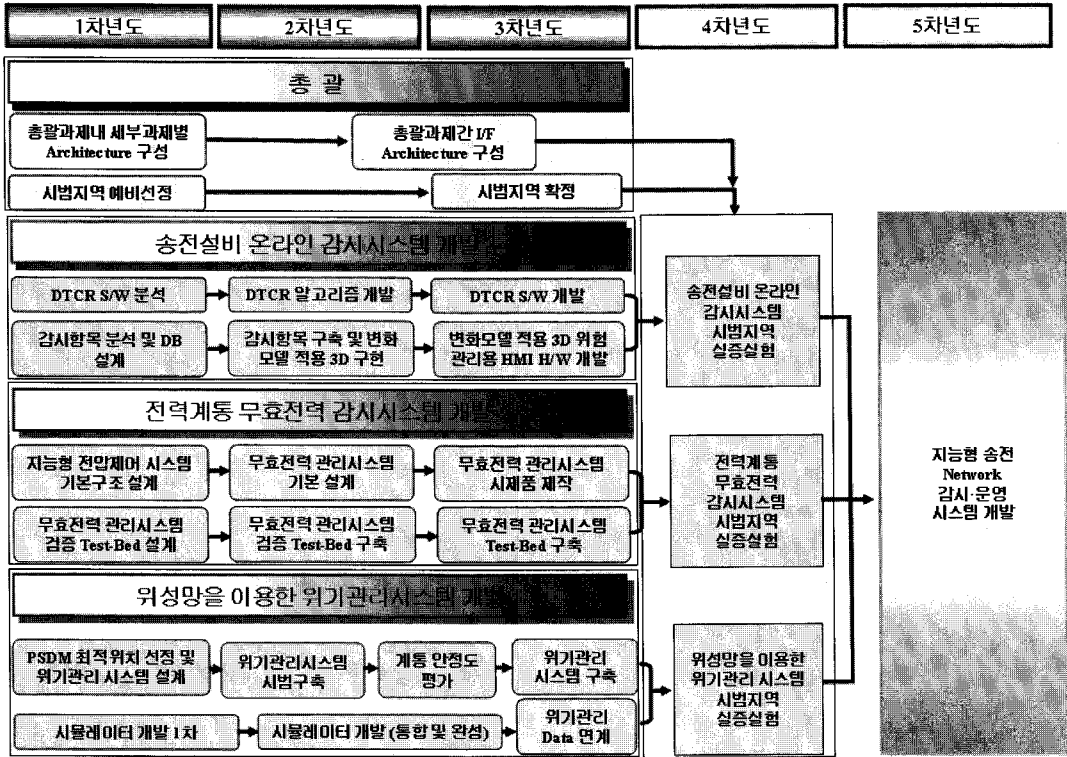 1차년도
2차년도
3차년도
4차년도
5차년도
총 괄
총괄과제내 세부과제별
Architecture 구성
총괄과제간 I/F
Architecture 구성
시범지역 예비선정
시범지역 확정
송전설비 온라인 감시시스템 개발
DTCR S/W 분석
DTCR 알고리즘 개발
DTCR S/W 개발
감시항목 분석 및 DB
설계
감시항목 구축 및 변화
모델 적용 3D 구현
변화모델 적용 3D 위험
관리용 HMI H/W 개발
송전설비 온라인
감시시스템
시범지역
실증실험
전력계통 무효전력 감시시스템 개발
지능형 전압제어 시스템
기본구조 설계
무효전력 관리시스템
기본 설계
무효전력 관리시스템
시제품 제작
무효전력 관리시스템
검증 Test-Bed 설계
무효전력 관리시스템
검증 Test-Bed 구축
무효전력 관리시스템
Test-Bed 구축
전력계통
무효전력
감시시스템
시범지역
실증실험
지능형 송전
Network
감시·운영
시스템 개발
위성망을 이용한 위기관리시스템 개발
PSDM 최적위치 선정 및
위기관리 시스템 설계
위기관리시스템
시범구축
계통 안정도
평가
위기관리
시스템 구축
시뮬레이터 개발 1차
시뮬레이터 개발 (통합 및 완성)
위기관리
Data 연계
위성망을 이용한
위기관리 시스템
시범지역
실증실험